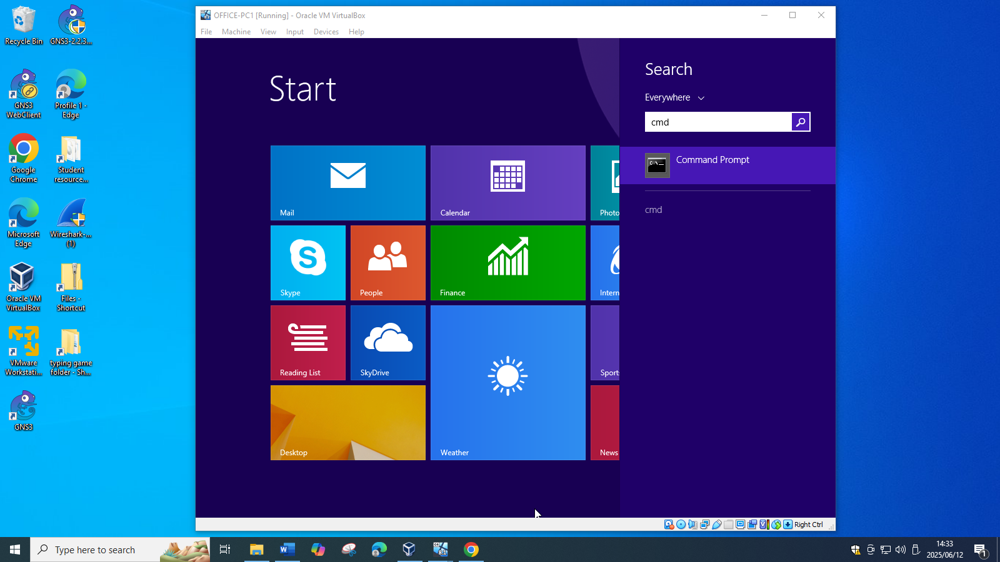 OFFICE-PC1 [Running] - Oracle VM VirtualBox
File Machine View Input Devices Help
Recycle Bin
GNS3-2.2.3...
GNS3
WebClient
Profile 1 -
Edge
Google
Chrome
Student
resource...
Microsoft
Edge
Wireshark-...
(1)
Oracle VM
VirtualBox
Files -
Shortcut
VMware
Workstati...
typing game
folder - Sh...
GNS3
Start
Mail
Calendar
Photo
Skype
People
Finance
Intern
Reading List
SkyDrive
Weather
Sports
Desktop
News
Search
Everywhere
cmd
C:\._
Command Prompt
cmd
Right Ctrl
Type here to search
14:33
2025/06/12
1